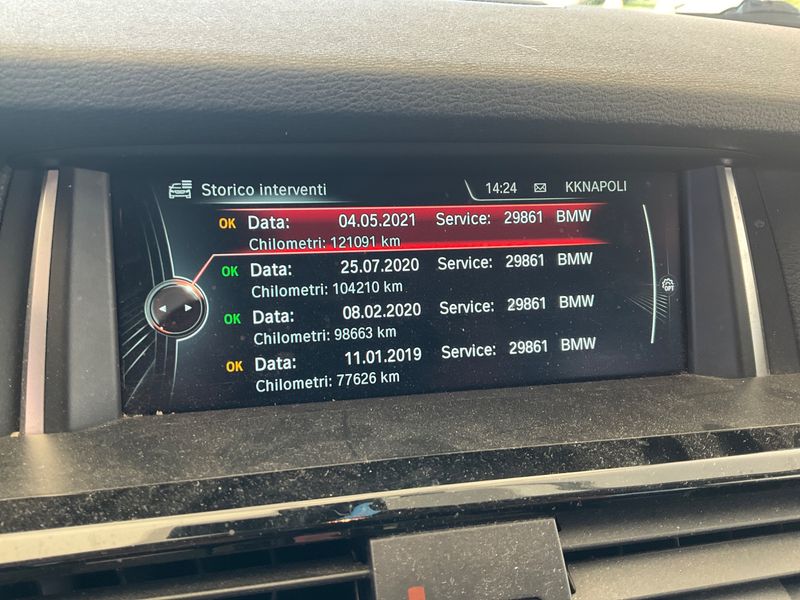 Storico interventi 14:24 KKNAPOLI
OK Data: 04.05.2021 Service: 29861 BMW
Chilometri: 121091 km
OK Data: 25.07.2020 Service: 29861 BMW
Chilometri: 104210 km
OK Data: 08.02.2020 Service: 29861 BMW
Chilometri: 98663 km
OK Data: 11.01.2019 Service: 29861 BMW
Chilometri: 77626 km
OFF